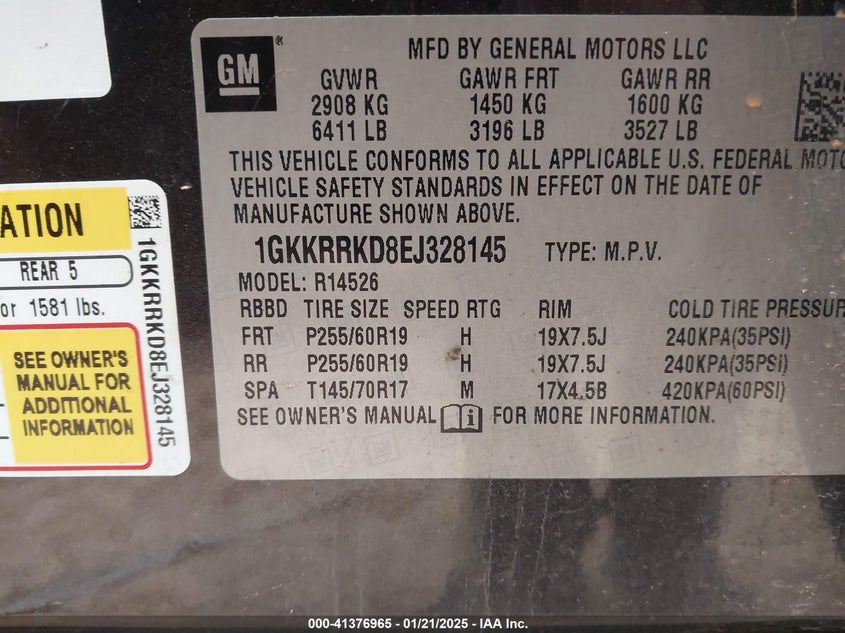 GM
®
MFD BY GENERAL MOTORS LLC
GVWR GAWR FRT GAWR RR
2908 KG 1450 KG 1600 KG
6411 LB 3196 LB 3527 LB
THIS VEHICLE CONFORMS TO ALL APPLICABLE U.S. FEDERAL MOTO
VEHICLE SAFETY STANDARDS IN EFFECT ON THE DATE OF
MANUFACTURE SHOWN ABOVE.
1GKKRRKD8EJ328145 TYPE: M.P.V.
MODEL: R14526
RBBD TIRE SIZE SPEED RTG RIM COLD TIRE PRESSUR
FRT P255/60R19 H 19X7.5J 240KPA(35PSI)
RR P255/60R19 H 19X7.5J 240KPA(35PSI)
SPA T145/70R17 M 17X4.5B 420KPA(60PSI)
SEE OWNER'S MANUAL i FOR MORE INFORMATION.
ATION
REAR 5
or 1581 lbs.
SEE OWNER'S
MANUAL FOR
ADDITIONAL
INFORMATION
1GKKRRKD8EJ328145
000-41376965 - 01/21/2025 - IAA Inc.